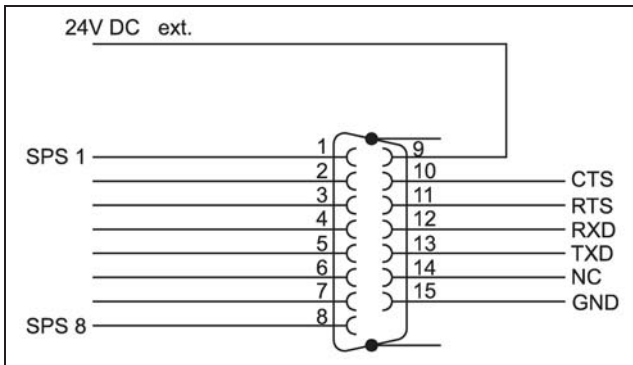 24V DC ext.
1
9
SPS 1
2
10
CTS
3
11
RTS
4
12
RXD
5
13
TXD
6
14
NC
7
15
GND
8
SPS 8